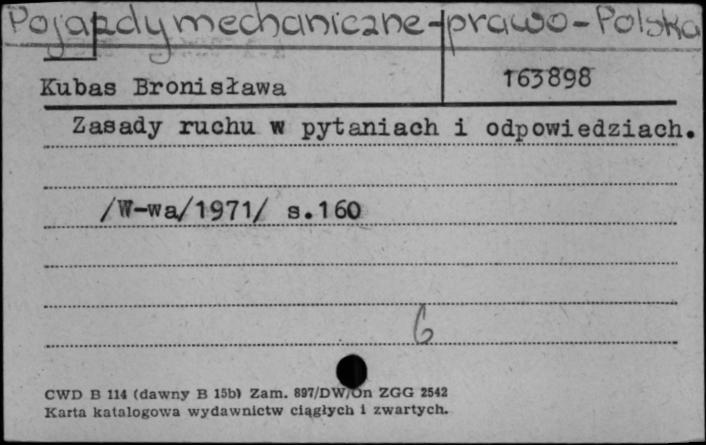 Pojazdy mechaniczne - prawo - Polska
Kubas Bronisława
163898
Zasady ruchu w pytaniach i odpowiedziach.
/W-wa/1971/ s.160
6
CWD B 114 (dawny B 15b) Zam. 897/DW/On ZGG 2542
Karta katalogowa wydawnictw ciągłych i zwartych.